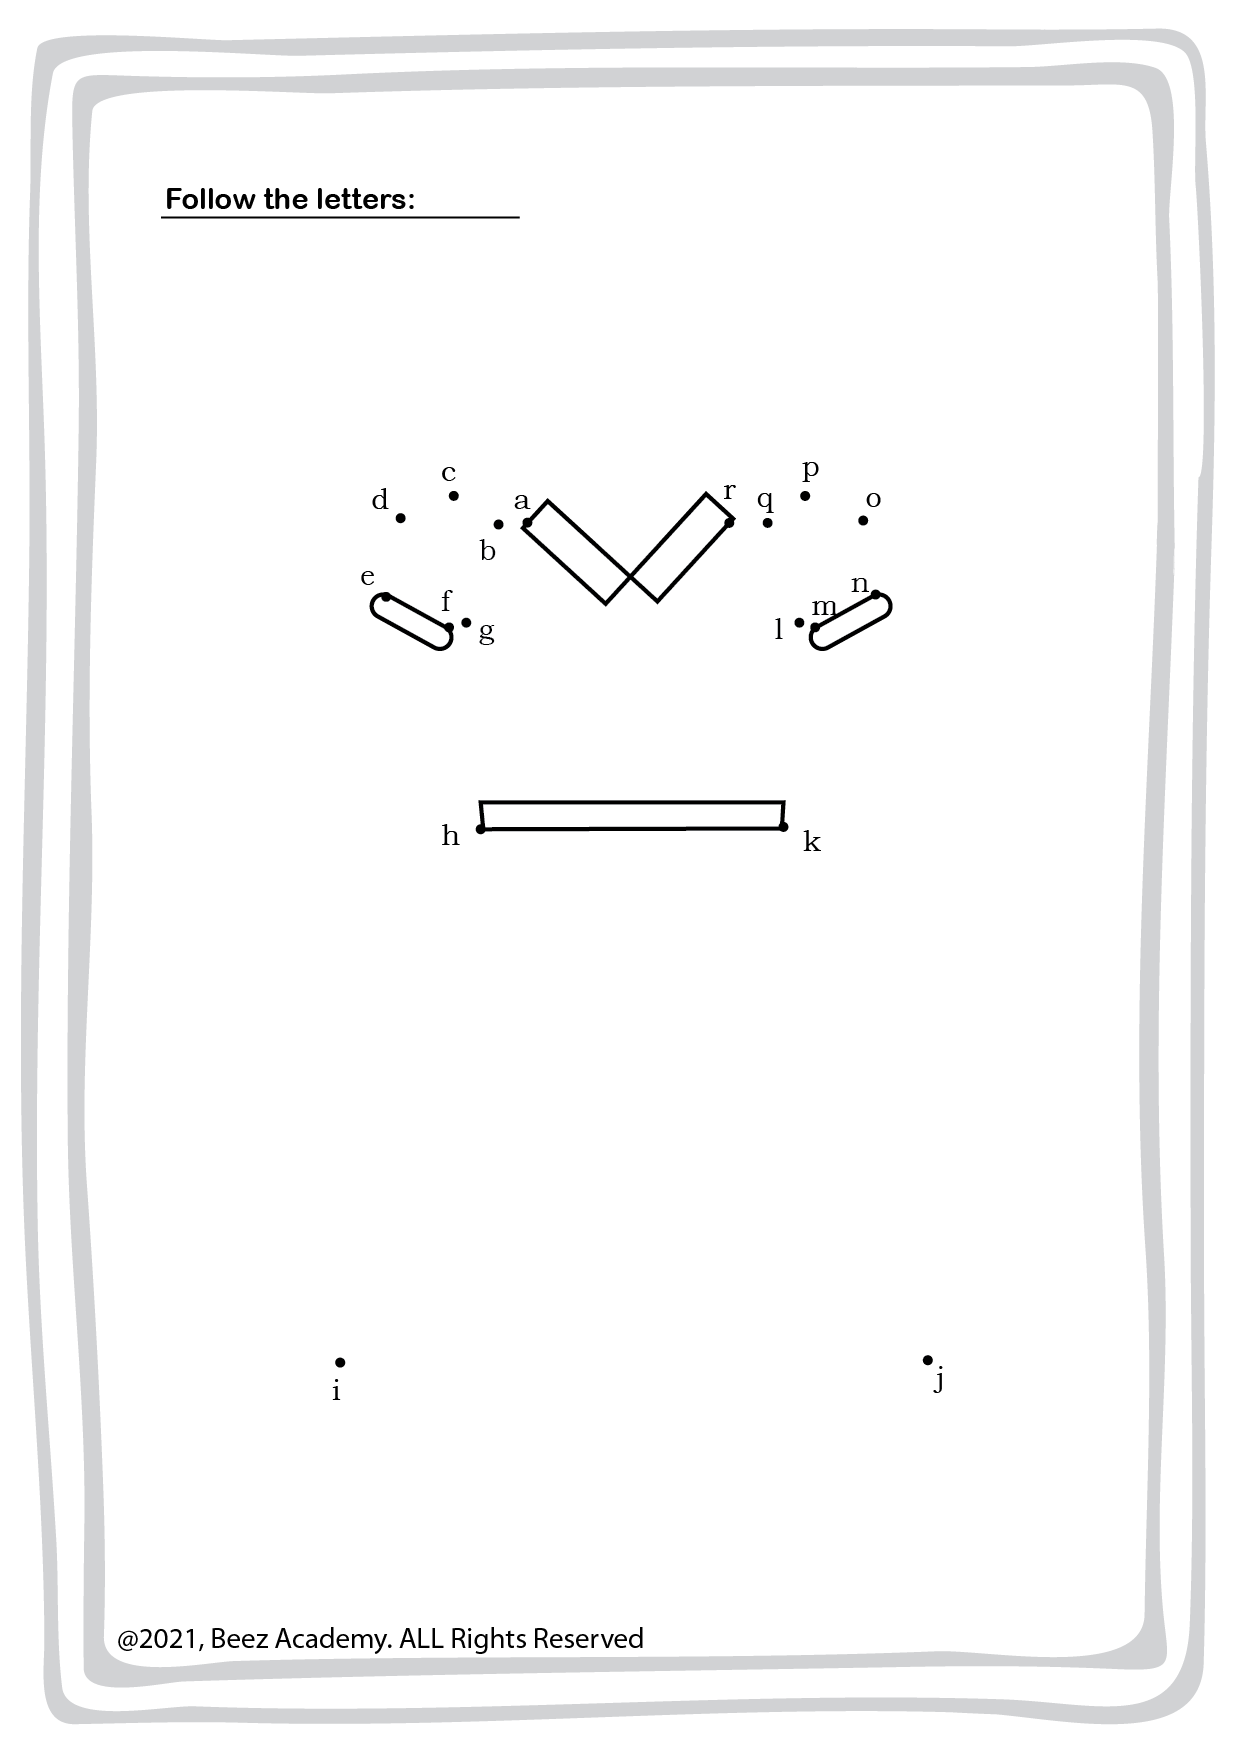 Follow the letters:
c
p
d
a
r
q
o
b
e
n
f
m
g
l
h
k
i
j
@2021, Beez Academy. ALL Rights Reserved